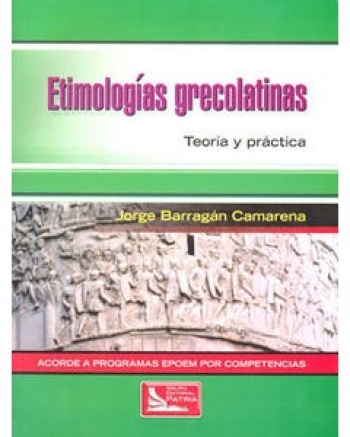 Etimologías grecolatinas
Teoría y práctica
Jorge Barragán Camarena
ACORDE A PROGRAMAS EPOEM POR COMPETENCIAS
GRUPO
EDITORIAL
PATRIA